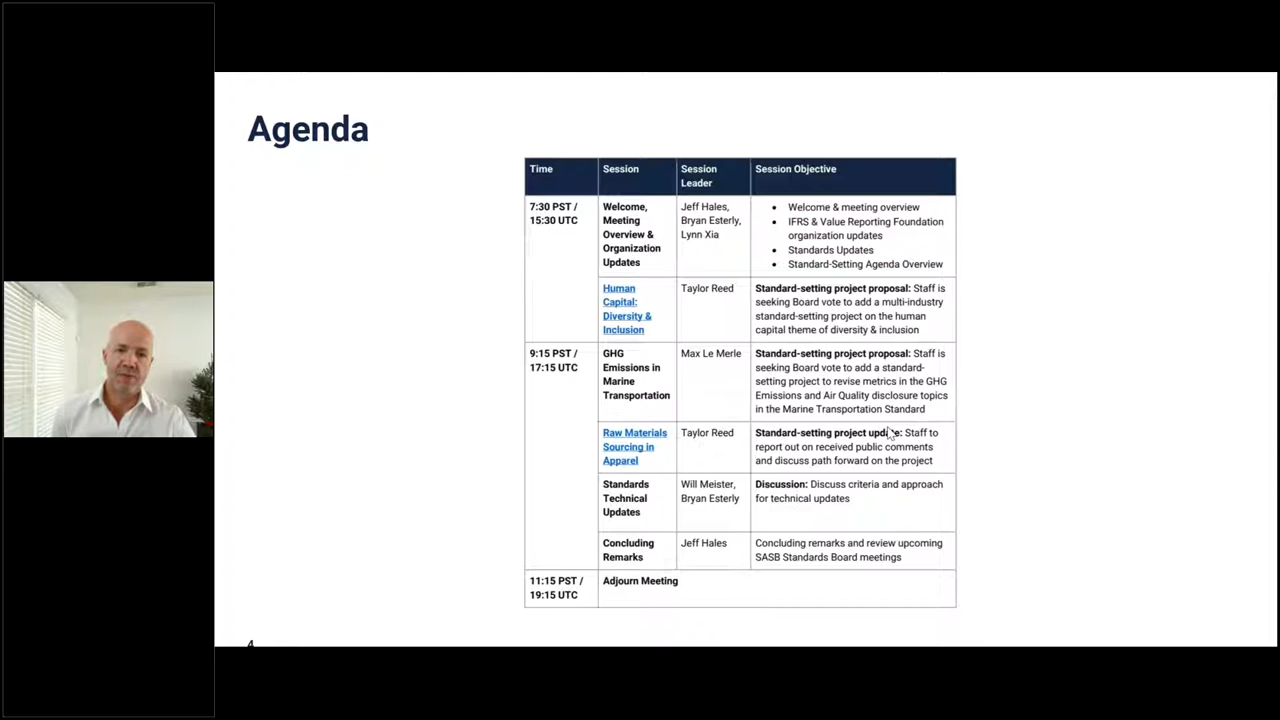 Agenda
Time
Session
Session
Leader
Session Objective
7:30 PST /
15:30 UTC
Welcome,
Meeting
Overview &
Organization
Updates
Jeff Hales,
Bryan Esterly,
Lynn Xia
• Welcome & meeting overview
• IFRS & Value Reporting Foundation
organization updates
• Standards Updates
• Standard-Setting Agenda Overview
Human
Capital:
Diversity &
Inclusion
Taylor Reed
Standard-setting project proposal: Staff is
seeking Board vote to add a multi-industry
standard-setting project on the human
capital theme of diversity & inclusion
9:15 PST /
17:15 UTC
GHG
Emissions in
Marine
Transportation
Max Le Merle
Standard-setting project proposal: Staff is
seeking Board vote to add a standard-
setting project to revise metrics in the GHG
Emissions and Air Quality disclosure topics
in the Marine Transportation Standard
Raw Materials
Sourcing in
Apparel
Taylor Reed
Standard-setting project update: Staff to
report out on received public comments
and discuss path forward on the project
Standards
Technical
Updates
Will Meister,
Bryan Esterly
Discussion: Discuss criteria and approach
for technical updates
Concluding
Remarks
Jeff Hales
Concluding remarks and review upcoming
SASB Standards Board meetings
11:15 PST /
19:15 UTC
Adjourn Meeting
4